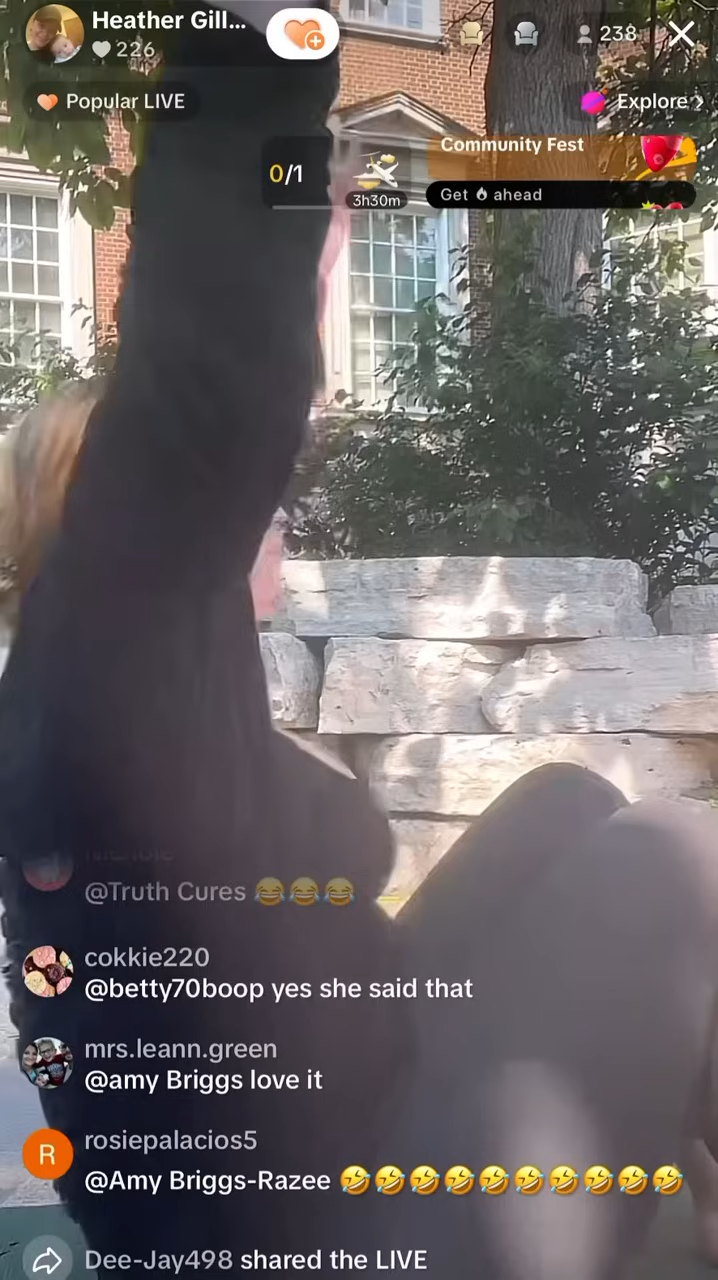 Heather Gill...
226
238
Popular LIVE
Explore
0/1
3h30m
Community Fest
Get 🔥 ahead
@Truth Cures 😂😂😂
cokkie220
@betty70boop yes she said that
mrs.leann.green
@amy Briggs love it
R
rosiepalacios5
@Amy Briggs-Razee 🤣🤣🤣🤣🤣🤣🤣🤣🤣🤣
Dee-Jay498 shared the LIVE